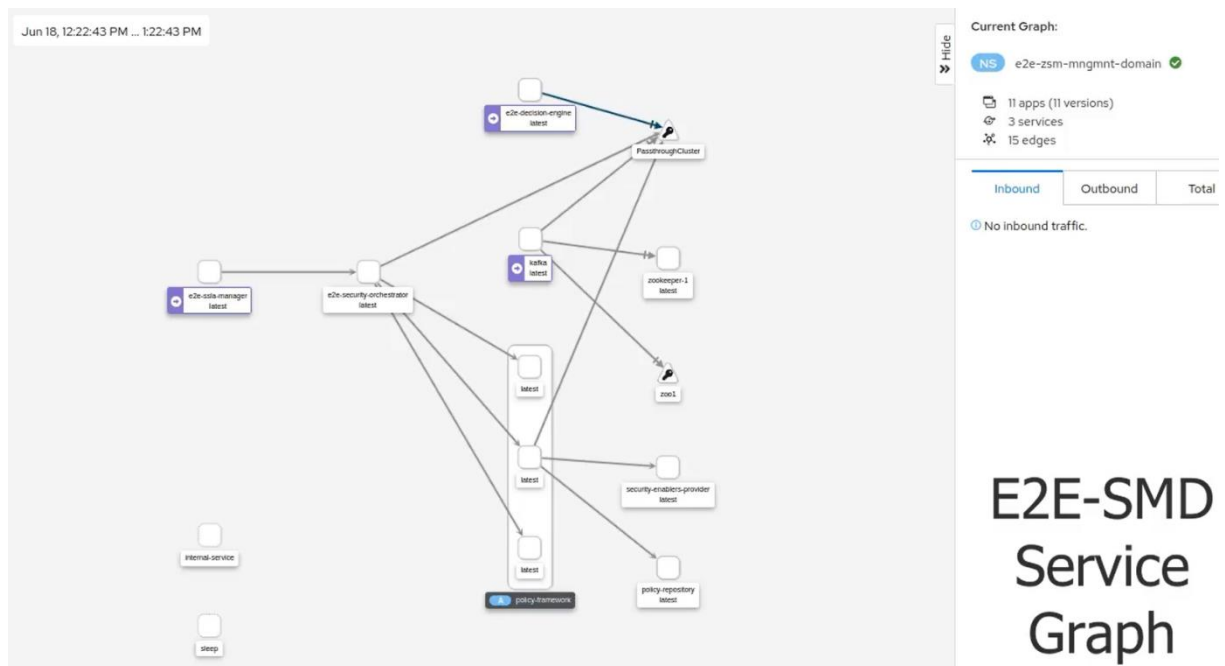 Jun 18, 12:22:43 PM ... 1:22:43 PM
Hide
Current Graph:
NS e2e-zsm-mngmnt-domain
11 apps (11 versions)
3 services
15 edges
Inbound Outbound Total
No inbound traffic.
e2e-decision-engine
latest
PassthroughCluster
kafka
latest
zookeeper-1
latest
e2e-ssla-manager
latest
e2e-security-orchestrator
latest
latest
zoo1
latest
security-enablers-provider
latest
internal-service
latest
policy-repository
latest
A policy-framework
sleep
E2E-SMD
Service
Graph